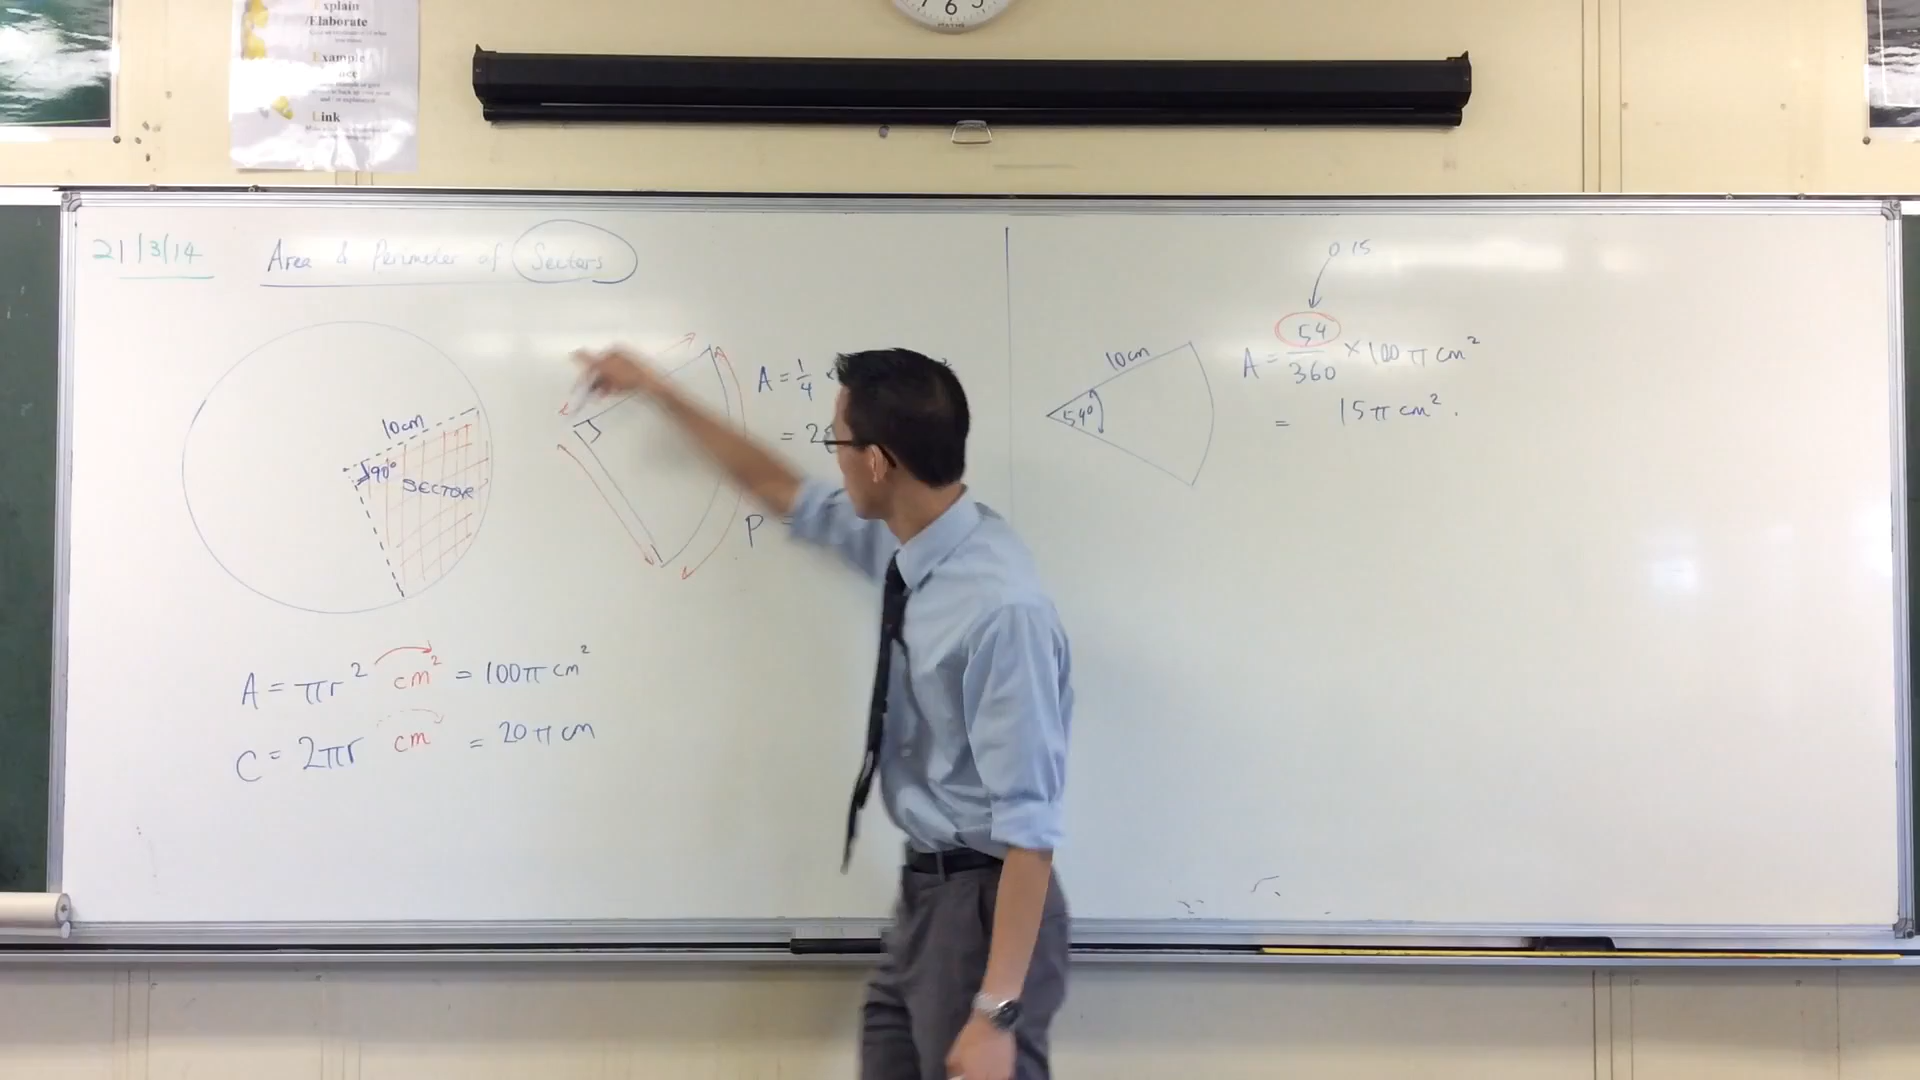 Explain
/Elaborate
Example
Link
6
21/3/14
Area & Perimeter of Sectors
10cm
90°
SECTOR
A = πr² cm² = 100π cm²
C = 2πr cm = 20π cm
A = 1/4
= 2
P =
0.15
10cm
54°
A = 54/360 × 100π cm²
= 15π cm².